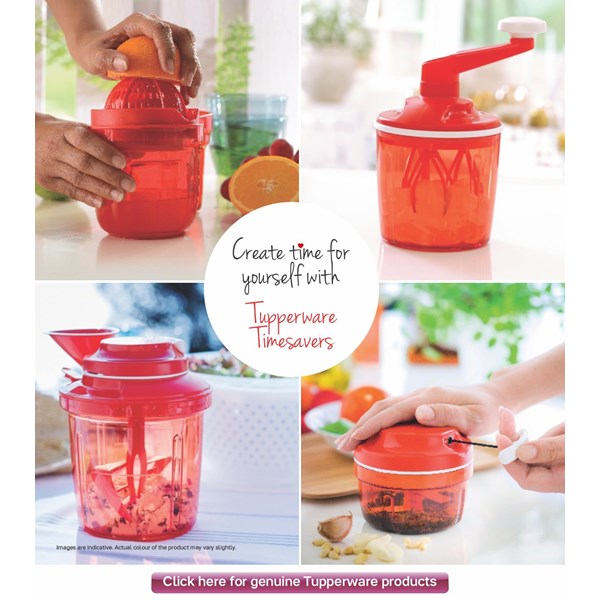 Create time for
yourself with
Tupperware
Timesavers
Images are indicative. Actual colour of the product may vary slightly.
Click here for genuine Tupperware products